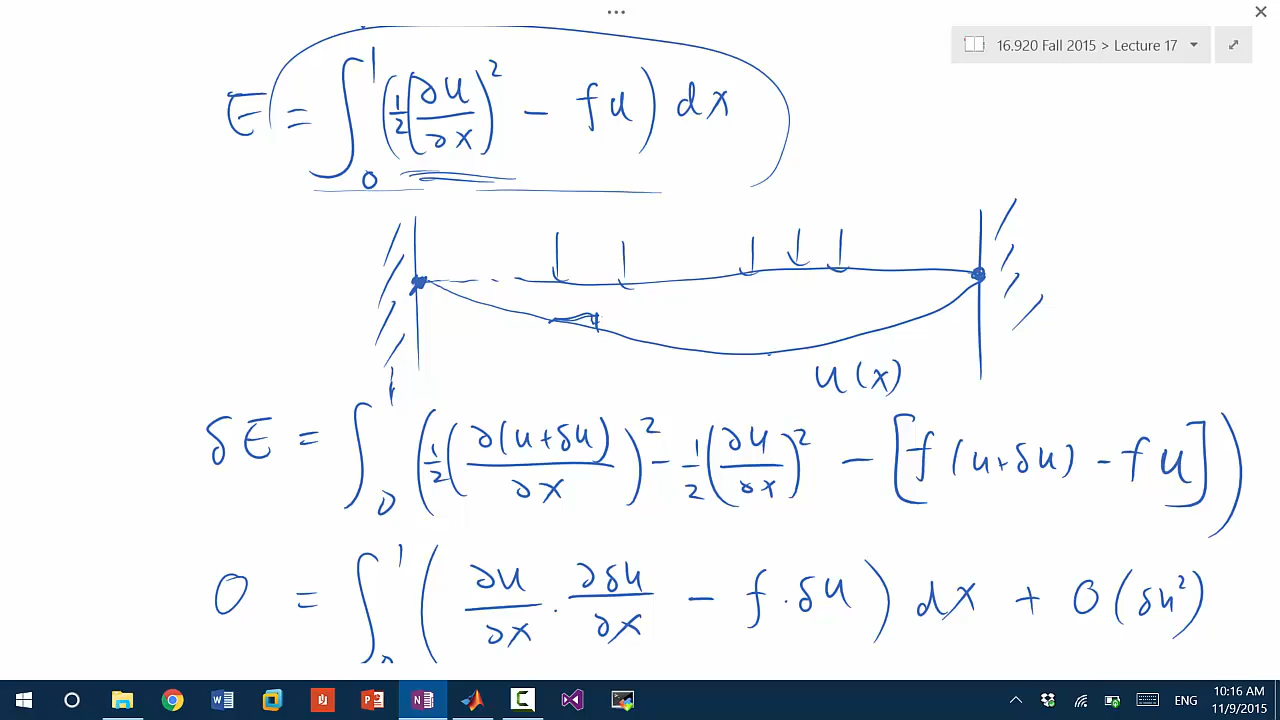 16.920 Fall 2015 > Lecture 17
E = ∫₀¹ (½(∂u/∂x)² − fu) dx
u(x)
δE = ∫₀¹ (½(∂(u+δu)/∂x)² − ½(∂u/∂x)² − [f(u+δu) − fu])
0 = ∫₀¹ (∂u/∂x · ∂δu/∂x − f·δu) dx + O(δu²)
ENG
10:16 AM
11/9/2015